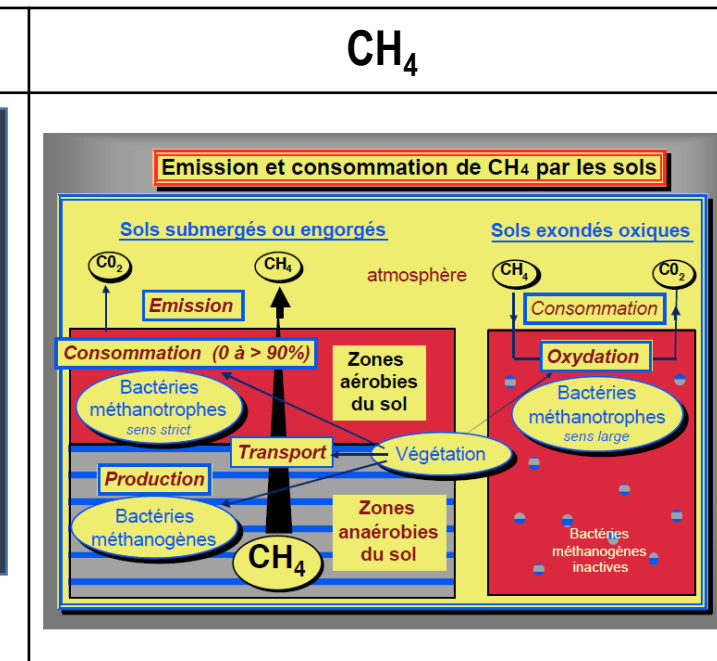 CH₄
Emission et consommation de CH4 par les sols
Sols submergés ou engorgés
Sols exondés oxiques
C0₂
CH₄
atmosphère
CH₄
C0₂
Emission
Consommation
Consommation (0 à > 90%)
Zones
aérobies
du sol
Oxydation
Bactéries
méthanotrophes
sens strict
Bactéries
méthanotrophes
sens large
Transport
Végétation
Production
Bactéries
méthanogènes
Zones
anaérobies
du sol
CH₄
Bactéries
méthanogènes
inactives